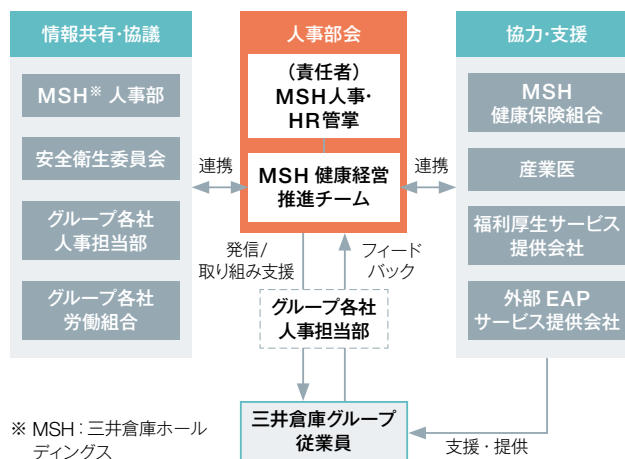 情報共有・協議
MSH※ 人事部
安全衛生委員会
グループ各社
人事担当部
グループ各社
労働組合
連携
人事部会
（責任者）
MSH人事・
HR管掌
MSH 健康経営
推進チーム
連携
協力・支援
MSH
健康保険組合
産業医
福利厚生サービス
提供会社
外部 EAP
サービス提供会社
発信/
取り組み支援
フィード
バック
グループ各社
人事担当部
三井倉庫グループ
従業員
支援・提供
※ MSH：三井倉庫ホール
ディングス